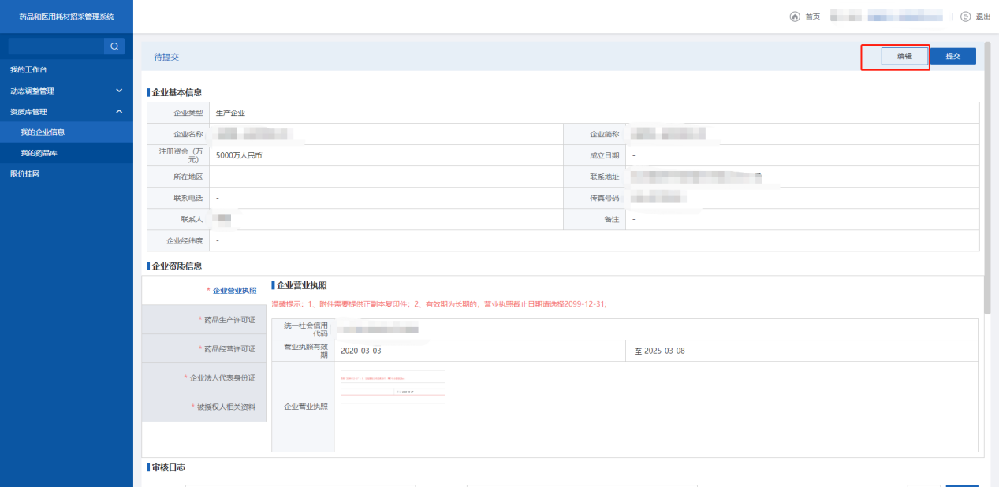 药品和医用耗材招采管理系统
首页
退出
我的工作台
动态调整管理
资质库管理
我的企业信息
我的药品库
限价挂网
待提交
编辑
提交
企业基本信息
企业类型 生产企业
企业名称
企业简称
注册资金（万元） 5000万人民币
成立日期 -
所在地区 -
联系地址
联系电话 -
传真号码
联系人
备注 -
企业经纬度 -
企业资质信息
* 企业营业执照
* 药品生产许可证
* 药品经营许可证
* 企业法人代表身份证
* 被授权人相关资料
企业营业执照
温馨提示：1、附件需要提供正副本复印件；2、有效期为长期的，营业执照截止日期请选择2099-12-31;
统一社会信用代码
营业执照有效期 2020-03-03 至 2025-03-08
企业营业执照
审核日志